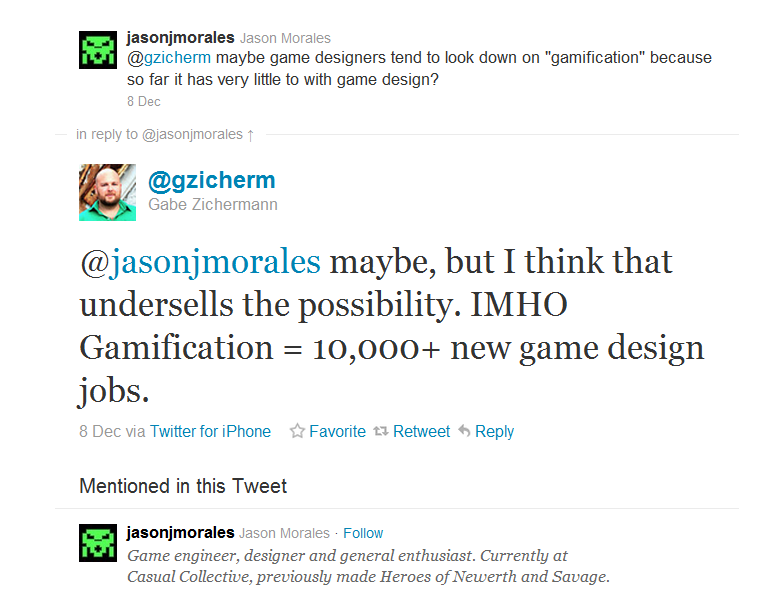 jasonjmorales Jason Morales
@gzicherm maybe game designers tend to look down on "gamification" because
so far it has very little to with game design?
8 Dec
in reply to @jasonjmorales ↑
@gzicherm
Gabe Zichermann
@jasonjmorales maybe, but I think that
undersells the possibility. IMHO
Gamification = 10,000+ new game design
jobs.
8 Dec via Twitter for iPhone Favorite Retweet Reply
Mentioned in this Tweet
jasonjmorales Jason Morales · Follow
Game engineer, designer and general enthusiast. Currently at
Casual Collective, previously made Heroes of Newerth and Savage.